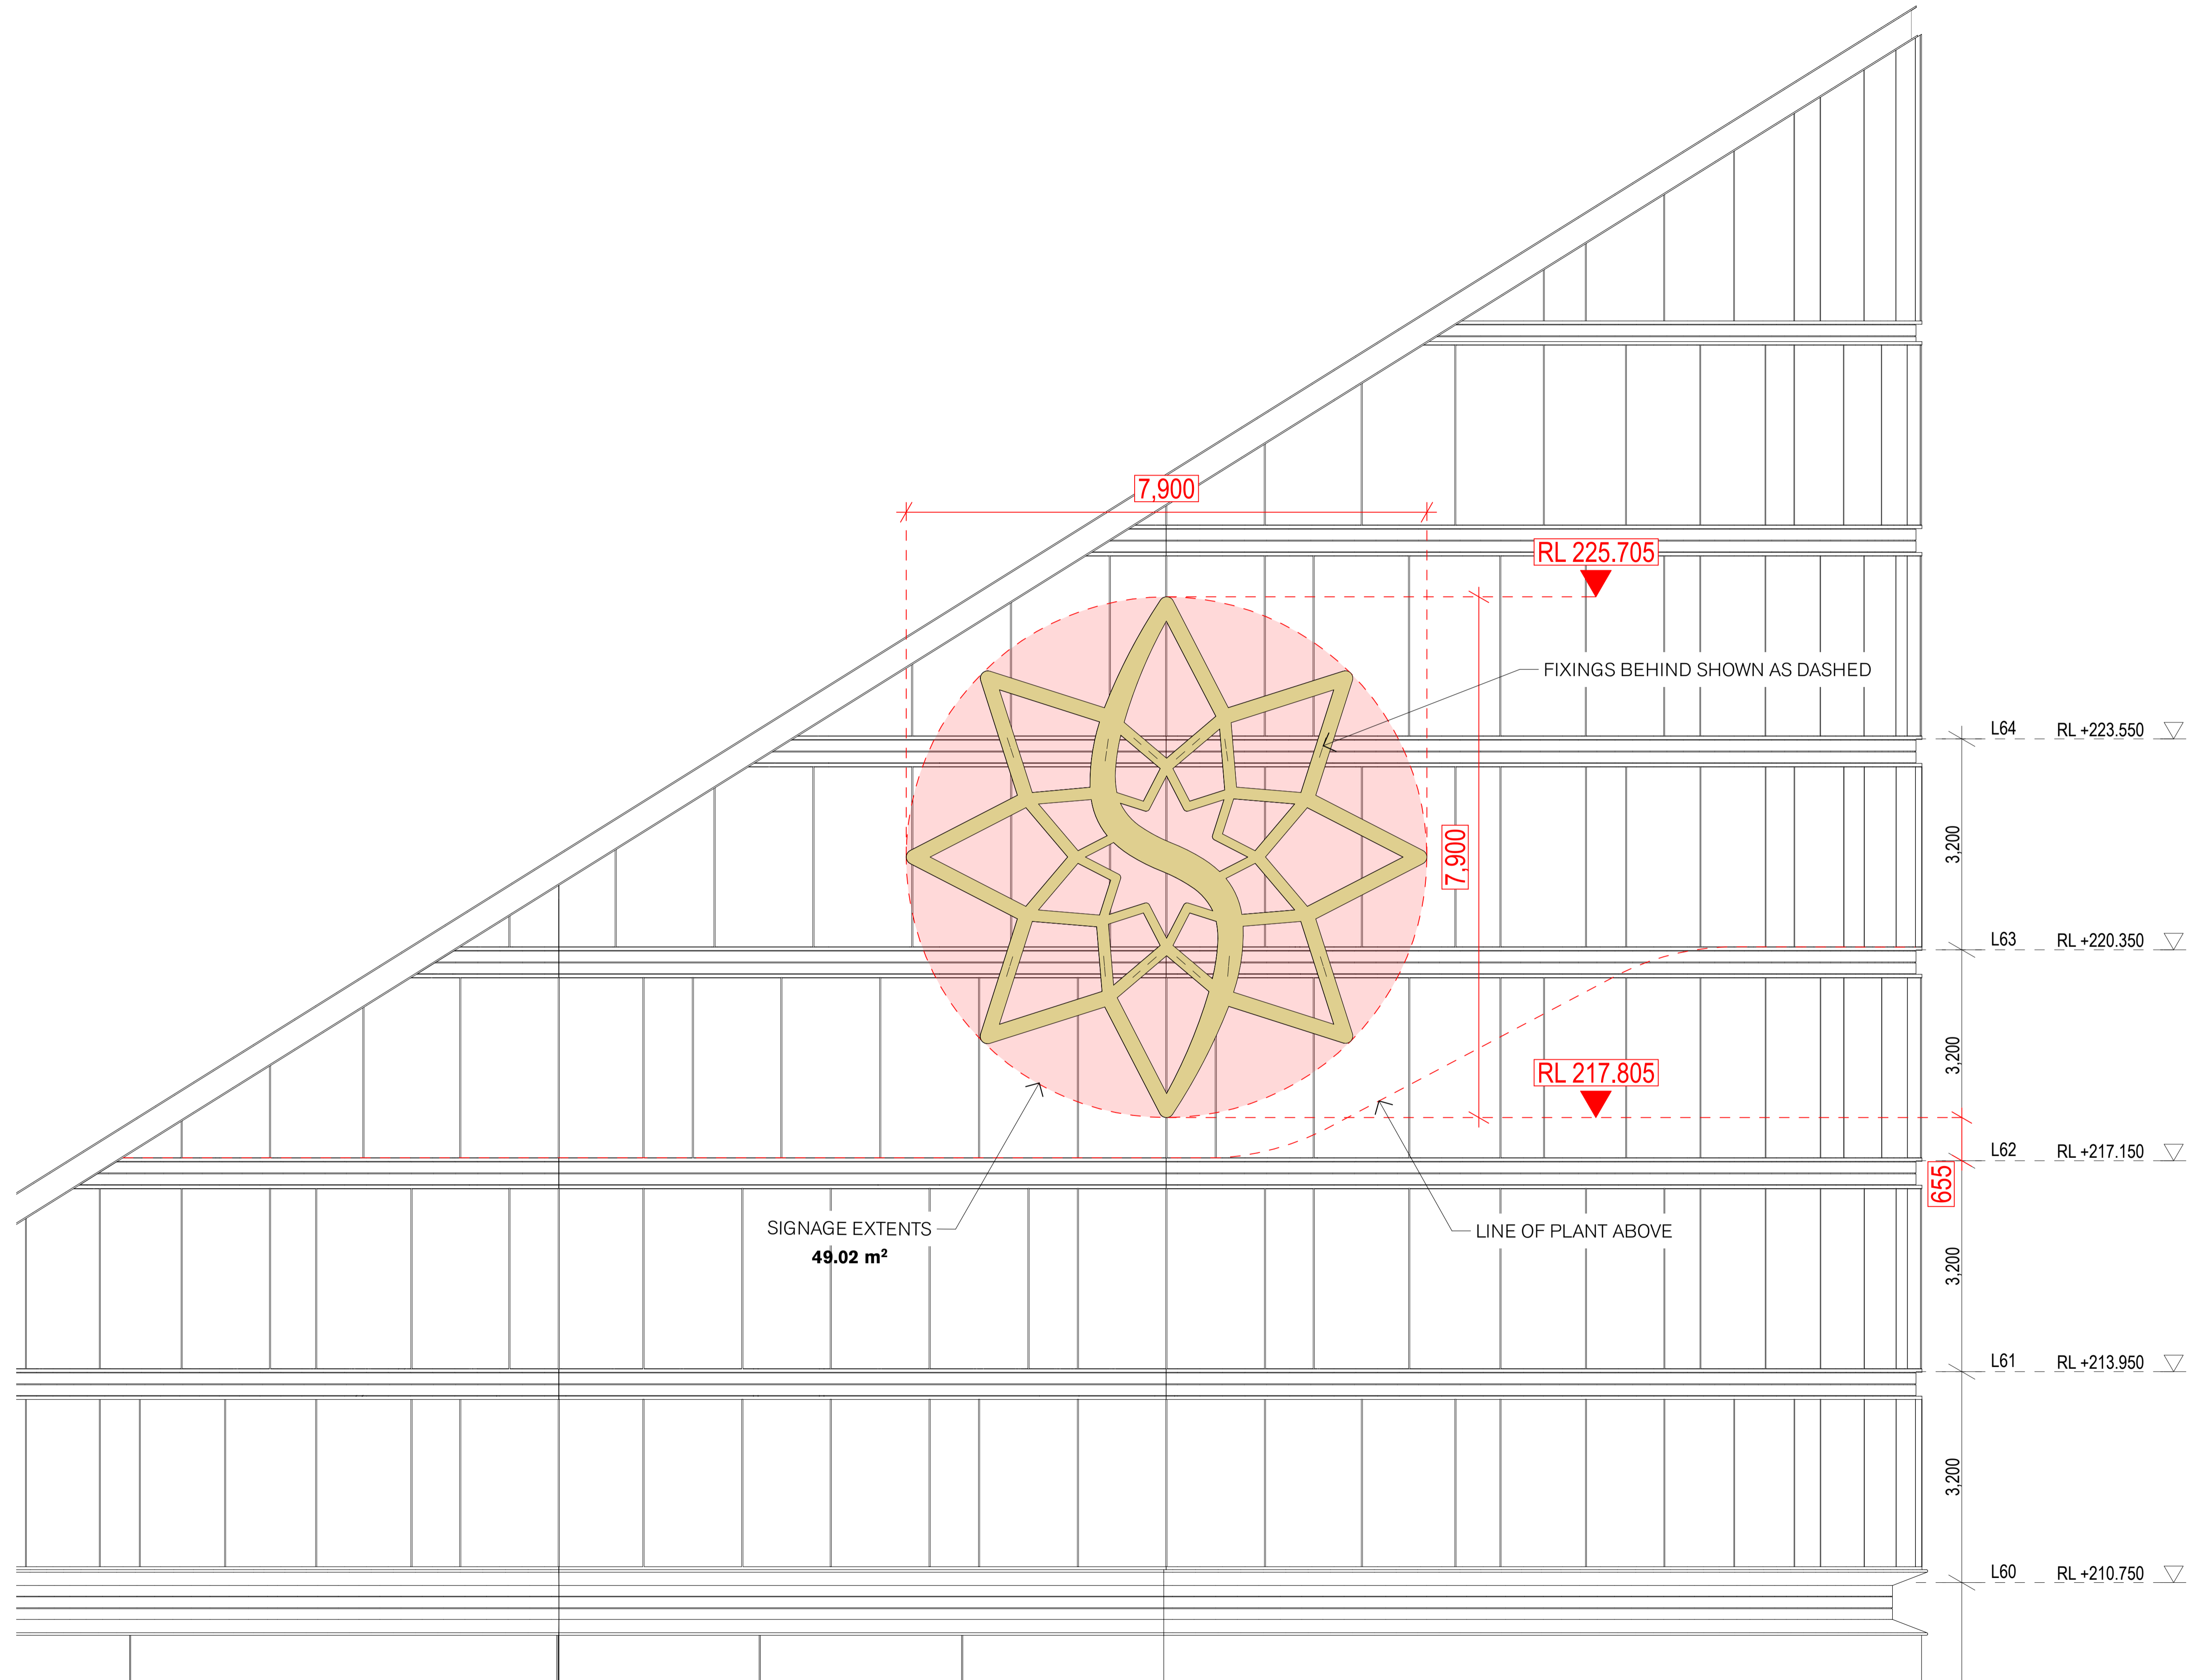 7,900
RL 225.705
FIXINGS BEHIND SHOWN AS DASHED
L64 RL +223.550
3,200
7,900
L63 RL +220.350
3,200
RL 217.805
L62 RL +217.150
655
SIGNAGE EXTENTS
49.02 m²
LINE OF PLANT ABOVE
3,200
L61 RL +213.950
3,200
L60 RL +210.750